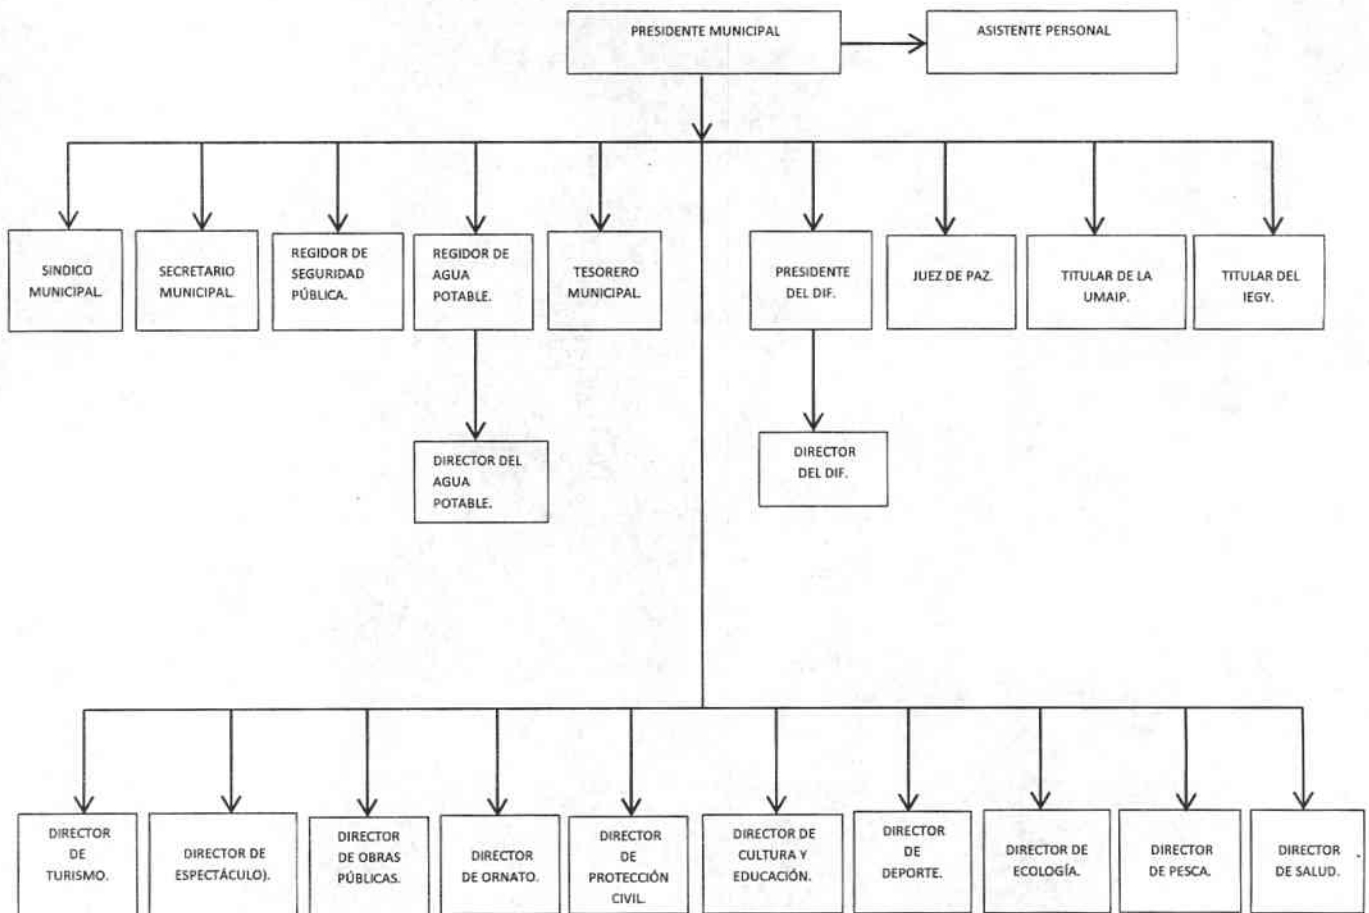 PRESIDENTE MUNICIPAL
ASISTENTE PERSONAL
SINDICO
MUNICIPAL.
SECRETARIO
MUNICIPAL.
REGIDOR DE
SEGURIDAD
PÚBLICA.
REGIDOR DE
AGUA
POTABLE.
TESORERO
MUNICIPAL.
PRESIDENTE
DEL DIF.
JUEZ DE PAZ.
TITULAR DE LA
UMAIP.
TITULAR DEL
IEGY.
DIRECTOR DEL
AGUA
POTABLE.
DIRECTOR
DEL DIF.
DIRECTOR
DE
TURISMO.
DIRECTOR DE
ESPECTÁCULO).
DIRECTOR
DE OBRAS
PÚBLICAS.
DIRECTOR
DE ORNATO.
DIRECTOR
DE
PROTECCIÓN
CIVIL.
DIRECTOR DE
CULTURA Y
EDUCACIÓN.
DIRECTOR
DE
DEPORTE.
DIRECTOR DE
ECOLOGÍA.
DIRECTOR
DE PESCA.
DIRECTOR
DE SALUD.